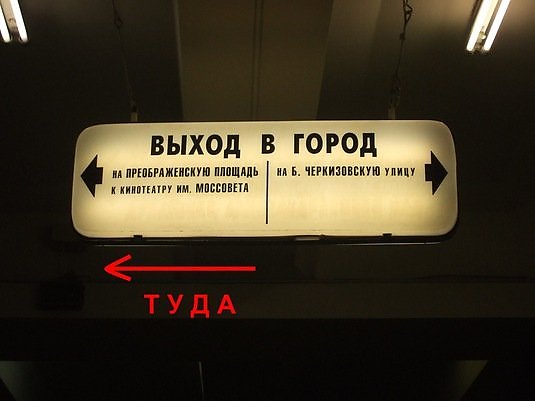 ВЫХОД В ГОРОД
НА ПРЕОБРАЖЕНСКУЮ ПЛОЩАДЬ
К КИНОТЕАТРУ ИМ. МОССОВЕТА
НА Б. ЧЕРКИЗОВСКУЮ УЛИЦУ
ТУДА